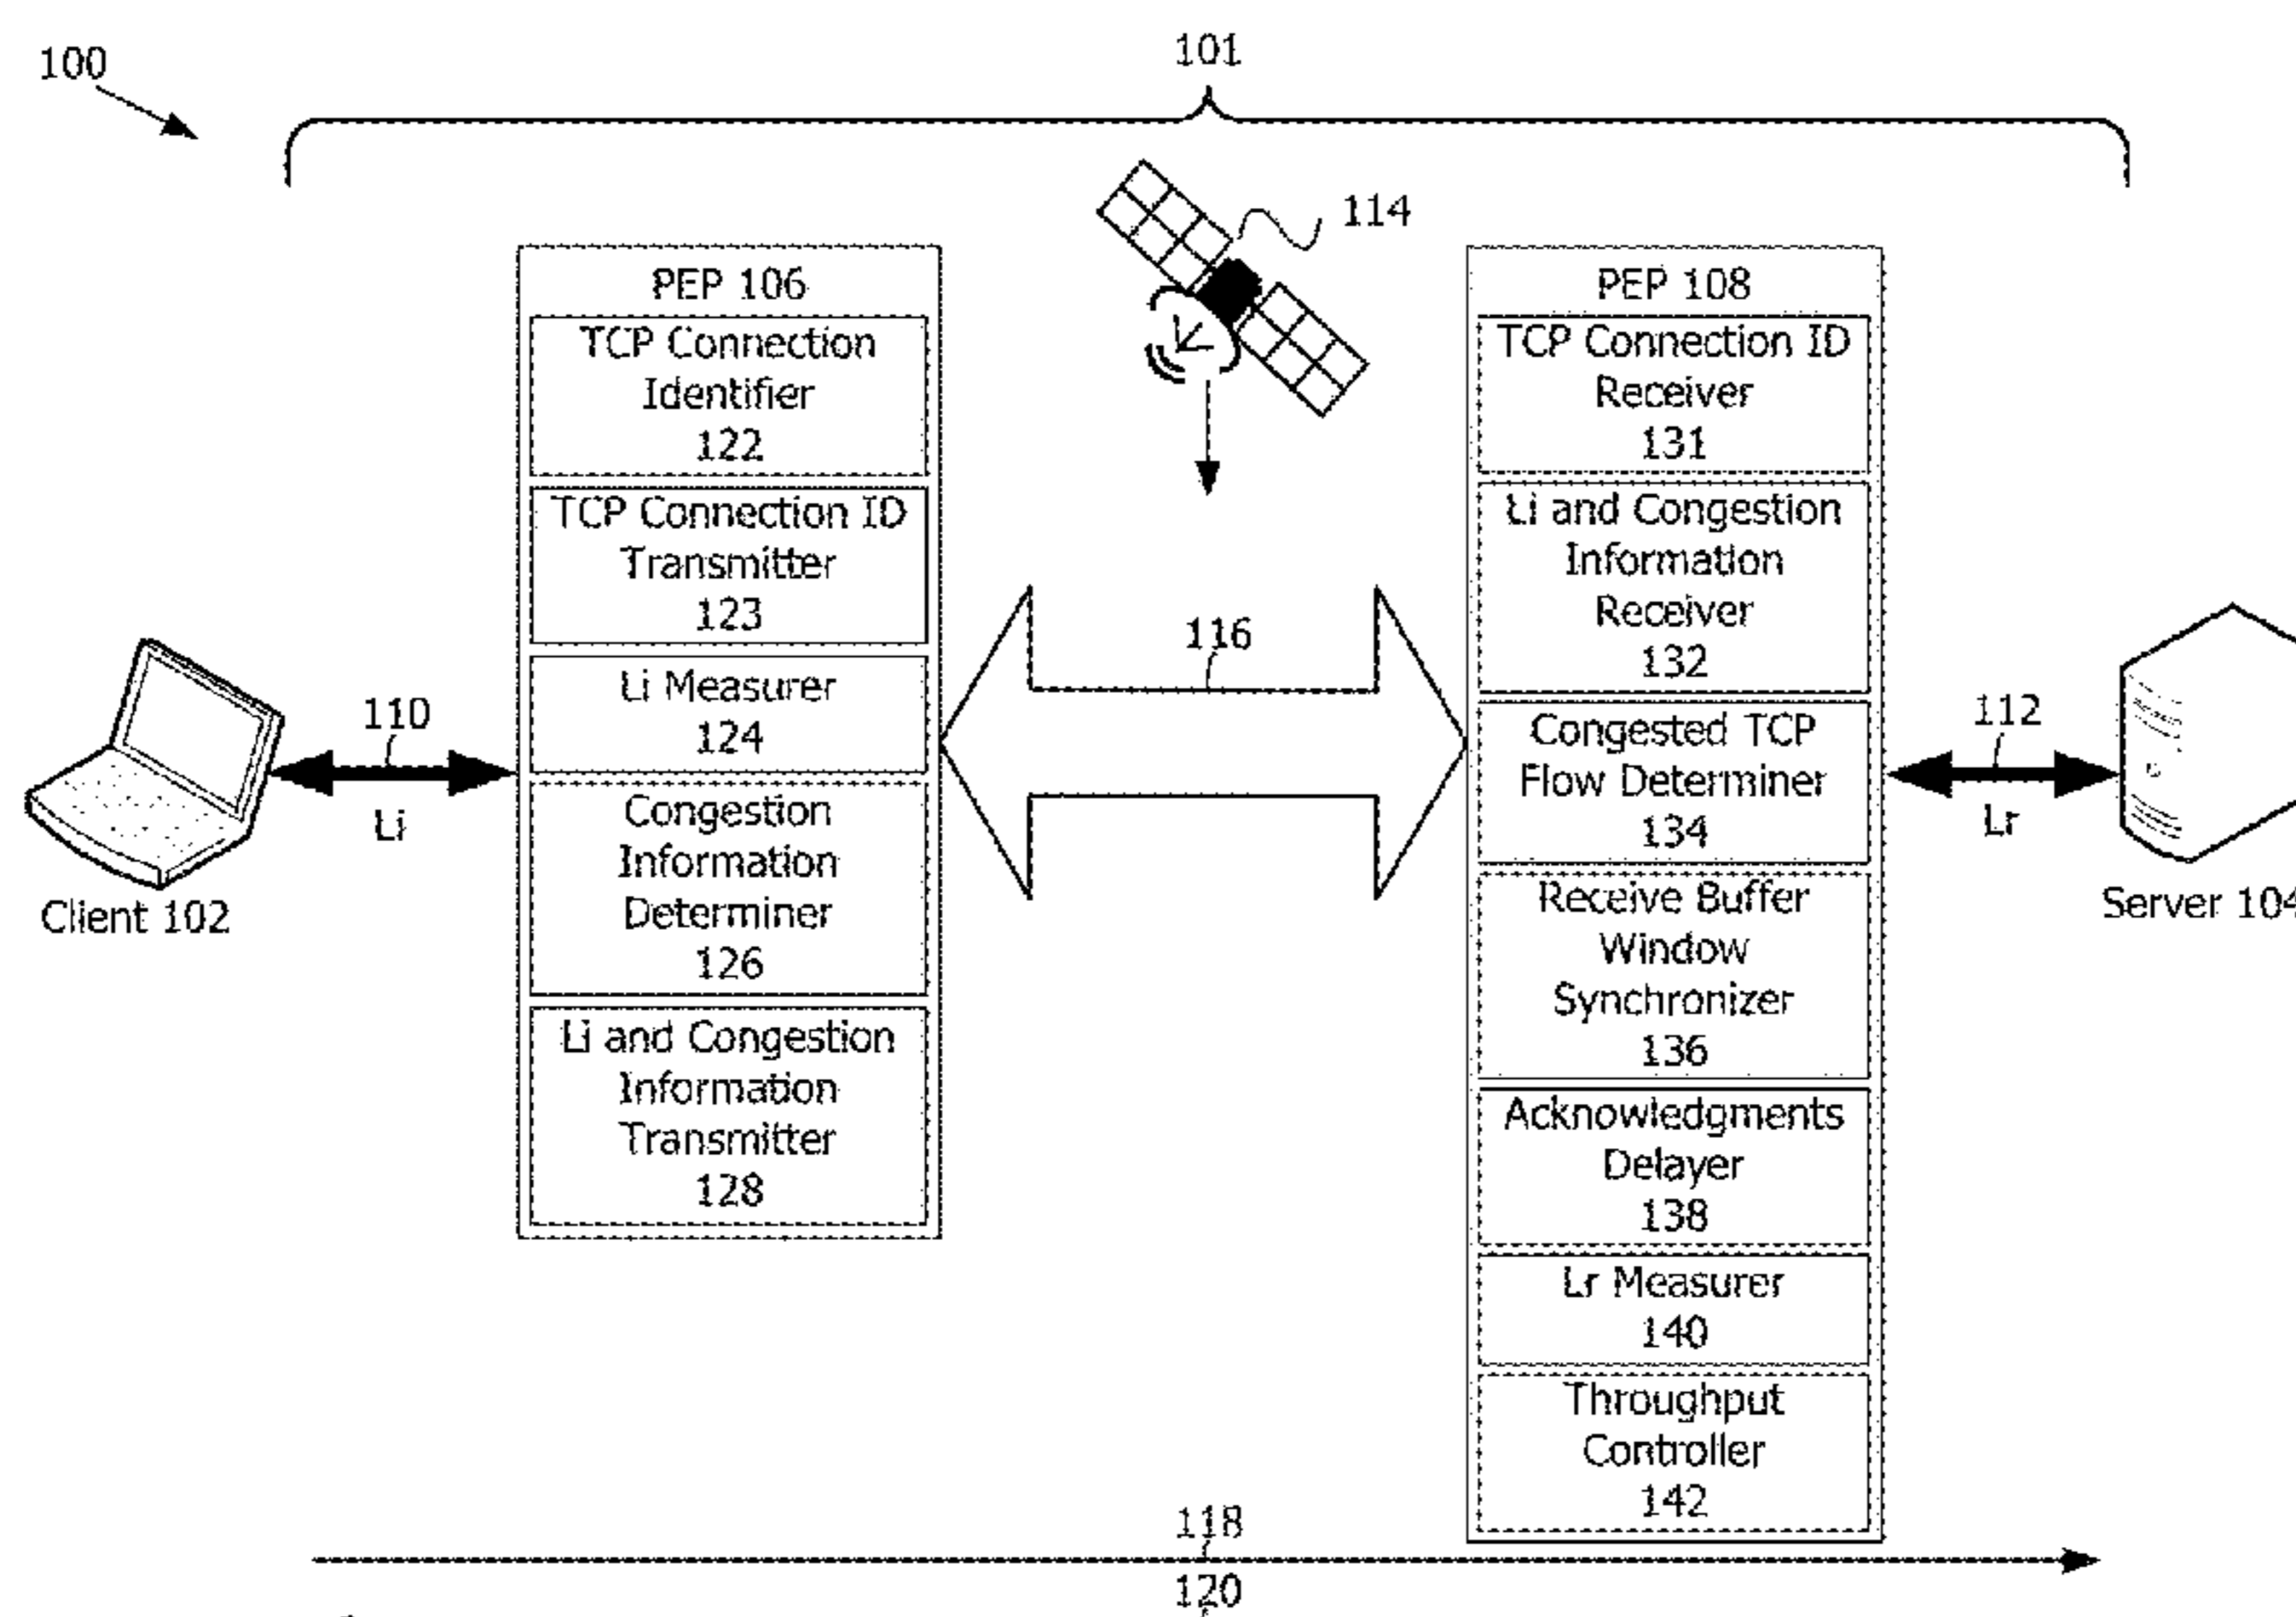 100
101
114
PEP 106
TCP Connection
Identifier
122
TCP Connection ID
Transmitter
123
Li Measurer
124
Congestion
Information
Determiner
126
Li and Congestion
Information
Transmitter
128
110
Li
Client 102
116
PEP 108
TCP Connection ID
Receiver
131
Li and Congestion
Information
Receiver
132
Congested TCP
Flow Determiner
134
Receive Buffer
Window
Synchronizer
136
Acknowledgments
Delayer
138
Lr Measurer
140
Throughput
Controller
142
112
Lr
Server 104
118
120